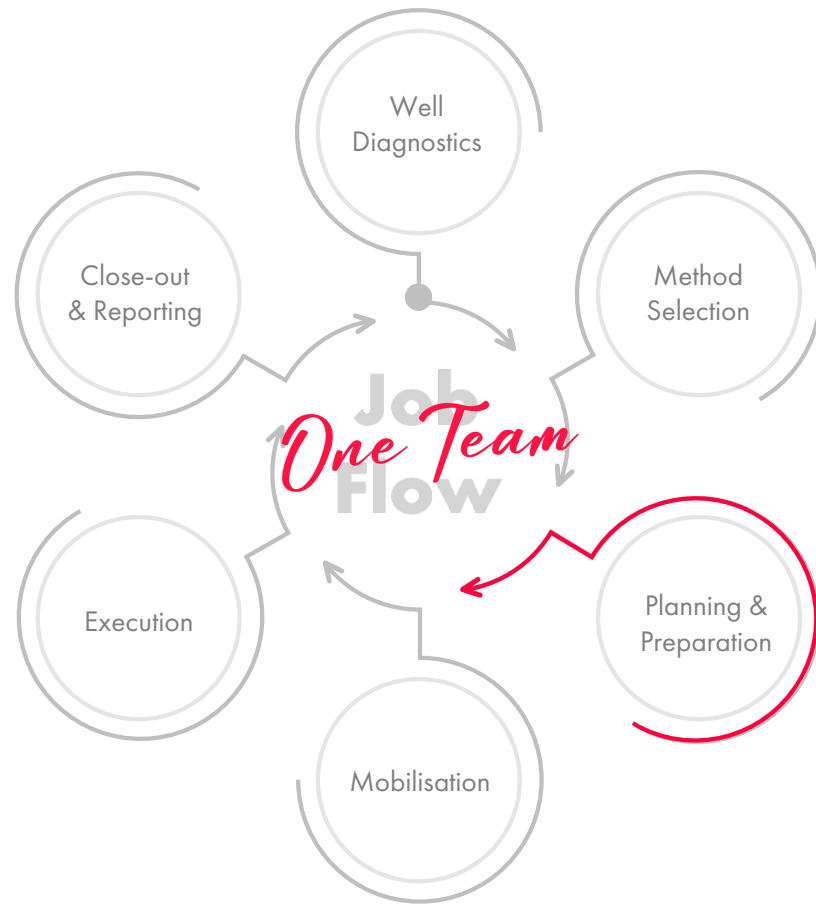 Well
Diagnostics
Method
Selection
Planning &
Preparation
Mobilisation
Execution
Close-out
& Reporting
Job
One Team
Flow